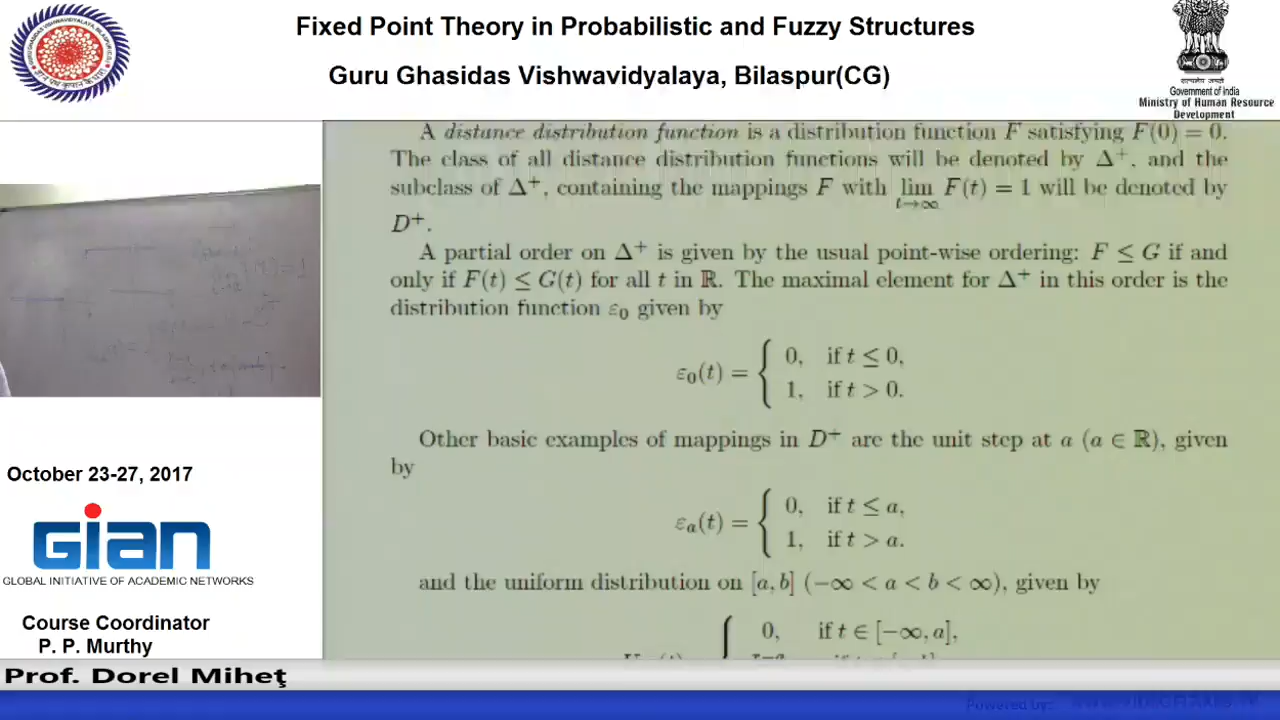 Fixed Point Theory in Probabilistic and Fuzzy Structures
Guru Ghasidas Vishwavidyalaya, Bilaspur(CG)
सत्यमेव जयते
Government of India
Ministry of Human Resource
Development
A distance distribution function is a distribution function F satisfying F(0) = 0.
The class of all distance distribution functions will be denoted by Δ⁺, and the
subclass of Δ⁺, containing the mappings F with lim F(t) = 1 will be denoted by
t→∞
D⁺.
A partial order on Δ⁺ is given by the usual point-wise ordering: F ≤ G if and
only if F(t) ≤ G(t) for all t in ℝ. The maximal element for Δ⁺ in this order is the
distribution function ε₀ given by
ε₀(t) = { 0, if t ≤ 0,
1, if t > 0.
Other basic examples of mappings in D⁺ are the unit step at a (a ∈ ℝ), given
by
εₐ(t) = { 0, if t ≤ a,
1, if t > a.
and the uniform distribution on [a, b] (−∞ < a < b < ∞), given by
0, if t ∈ [−∞, a],
October 23-27, 2017
GIAN
GLOBAL INITIATIVE OF ACADEMIC NETWORKS
Course Coordinator
P. P. Murthy
Prof. Dorel Miheţ
Powered by: